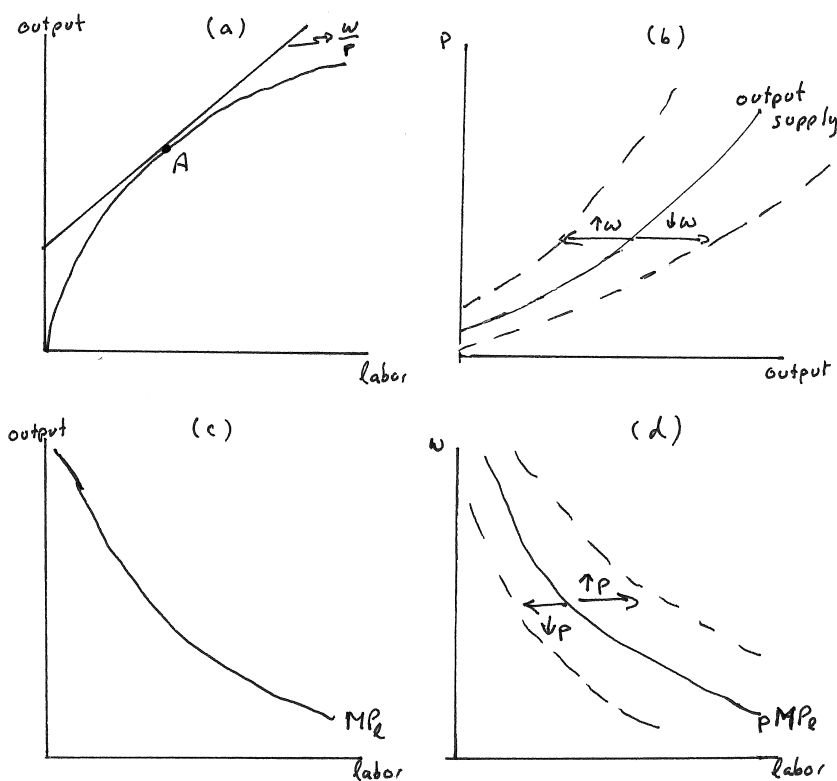 output
(a)
→ w/p
A
labor
P
(b)
output
supply
↑w ↓w
output
output
(c)
MPℓ
labor
w
(d)
↑P
↓P
pMPℓ
labor